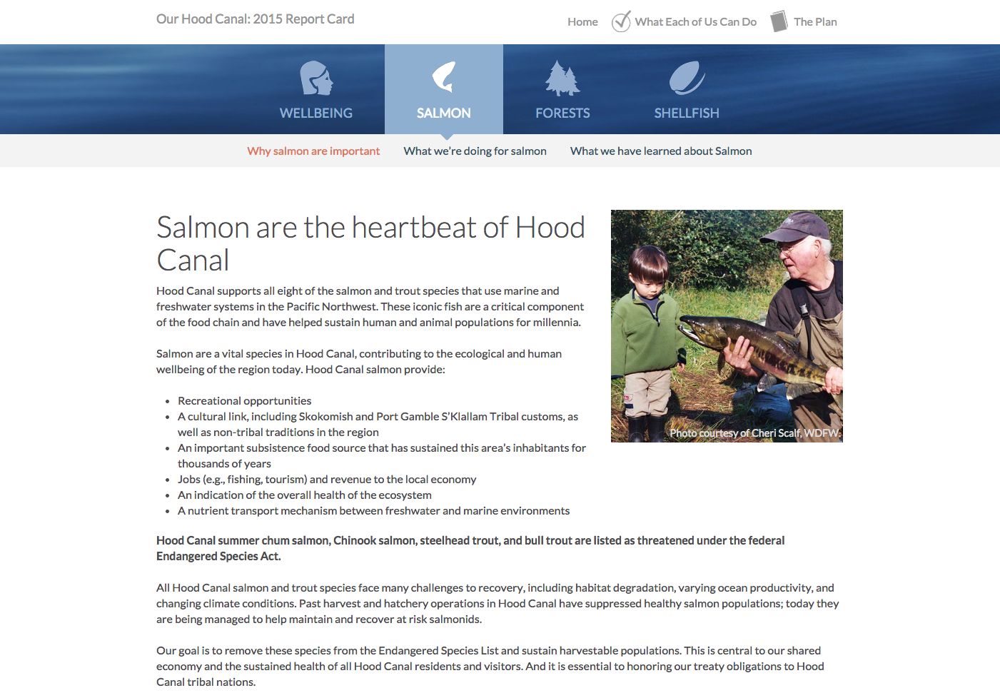 Our Hood Canal: 2015 Report Card
Home
What Each of Us Can Do
The Plan
WELLBEING
SALMON
FORESTS
SHELLFISH
Why salmon are important
What we're doing for salmon
What we have learned about Salmon
Salmon are the heartbeat of Hood
Canal
Hood Canal supports all eight of the salmon and trout species that use marine and
freshwater systems in the Pacific Northwest. These iconic fish are a critical component
of the food chain and have helped sustain human and animal populations for millennia.
Salmon are a vital species in Hood Canal, contributing to the ecological and human
wellbeing of the region today. Hood Canal salmon provide:
• Recreational opportunities
• A cultural link, including Skokomish and Port Gamble S'Klallam Tribal customs, as
well as non-tribal traditions in the region
• An important subsistence food source that has sustained this area's inhabitants for
thousands of years
• Jobs (e.g., fishing, tourism) and revenue to the local economy
• An indication of the overall health of the ecosystem
• A nutrient transport mechanism between freshwater and marine environments
Photo courtesy of Cheri Scalf, WDFW.
Hood Canal summer chum salmon, Chinook salmon, steelhead trout, and bull trout are listed as threatened under the federal
Endangered Species Act.
All Hood Canal salmon and trout species face many challenges to recovery, including habitat degradation, varying ocean productivity, and
changing climate conditions. Past harvest and hatchery operations in Hood Canal have suppressed healthy salmon populations; today they
are being managed to help maintain and recover at risk salmonids.
Our goal is to remove these species from the Endangered Species List and sustain harvestable populations. This is central to our shared
economy and the sustained health of all Hood Canal residents and visitors. And it is essential to honoring our treaty obligations to Hood
Canal tribal nations.